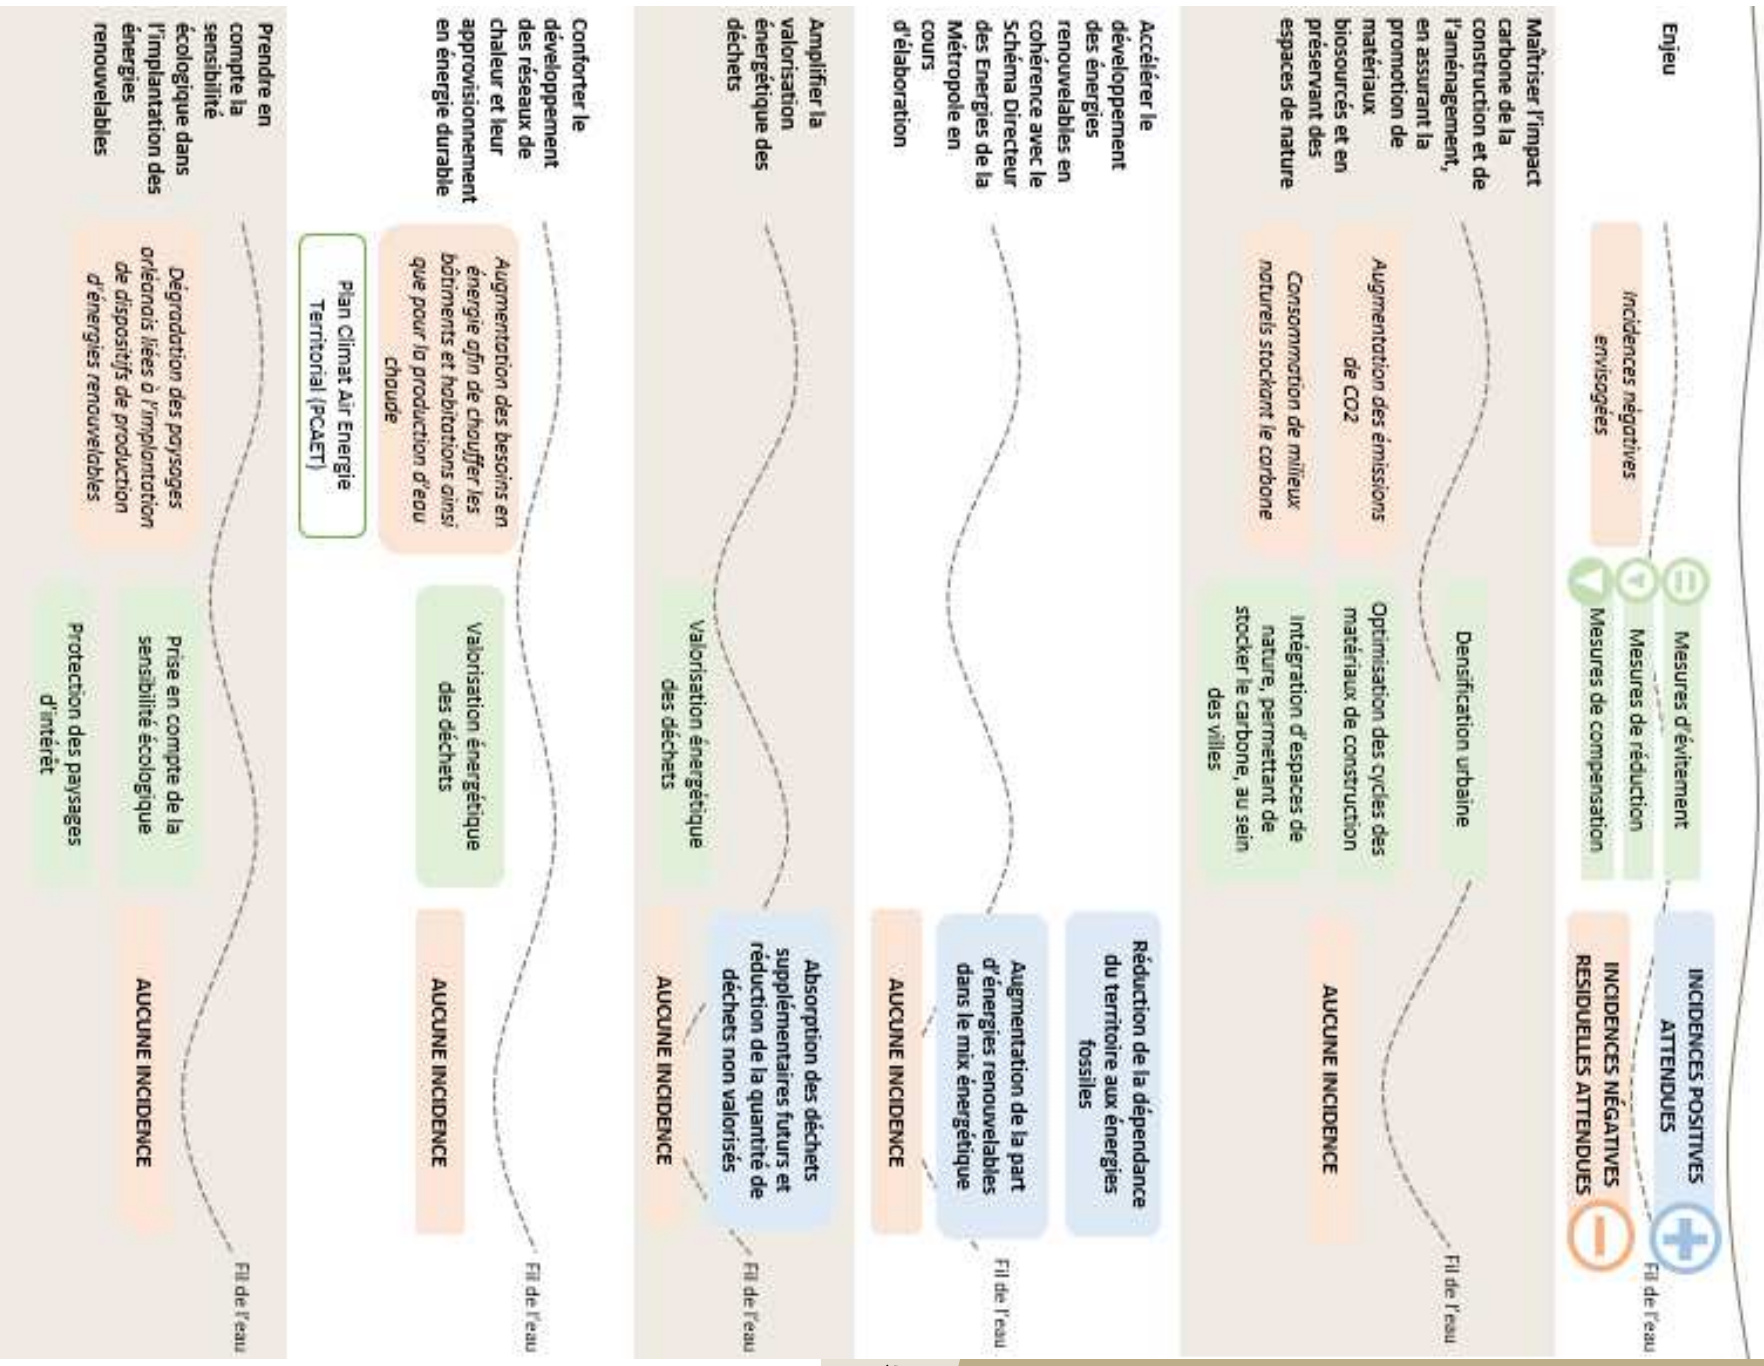 Enjeu
Incidences négatives
envisagées
Mesures d'évitement
Mesures de réduction
Mesures de compensation
INCIDENCES POSITIVES
ATTENDUES
INCIDENCES NÉGATIVES
RESIDUELLES ATTENDUES
Fil de l'eau
Maîtriser l'impact
carbone de la
construction et de
l'aménagement,
en assurant la
promotion de
matériaux
biosourcés et en
préservant des
espaces de nature
Augmentation des émissions
de CO2
Consommation de milieux
naturels stockant le carbone
Densification urbaine
Optimisation des cycles des
matériaux de construction
Intégration d'espaces de
nature, permettant de
stocker le carbone, au sein
des villes
AUCUNE INCIDENCE
Fil de l'eau
Accélérer le
développement
des énergies
renouvelables en
cohérence avec le
Schéma Directeur
des Energies de la
Métropole en
cours
d'élaboration
Réduction de la dépendance
du territoire aux énergies
fossiles
Augmentation de la part
d'énergies renouvelables
dans le mix énergétique
AUCUNE INCIDENCE
Fil de l'eau
Amplifier la
valorisation
énergétique des
déchets
Valorisation énergétique
des déchets
Absorption des déchets
supplémentaires futurs et
réduction de la quantité de
déchets non valorisés
AUCUNE INCIDENCE
Fil de l'eau
Conforter le
développement
des réseaux de
chaleur et leur
approvisionnement
en énergie durable
Augmentation des besoins en
énergie afin de chauffer les
bâtiments et habitations ainsi
que pour la production d'eau
chaude
Plan Climat Air Energie
Territorial (PCAET)
Valorisation énergétique
des déchets
AUCUNE INCIDENCE
Fil de l'eau
Prendre en
compte la
sensibilité
écologique dans
l'implantation des
énergies
renouvelables
Dégradation des paysages
orléanais liées à l'implantation
de dispositifs de production
d'énergies renouvelables
Prise en compte de la
sensibilité écologique
Protection des paysages
d'intérêt
AUCUNE INCIDENCE
Fil de l'eau